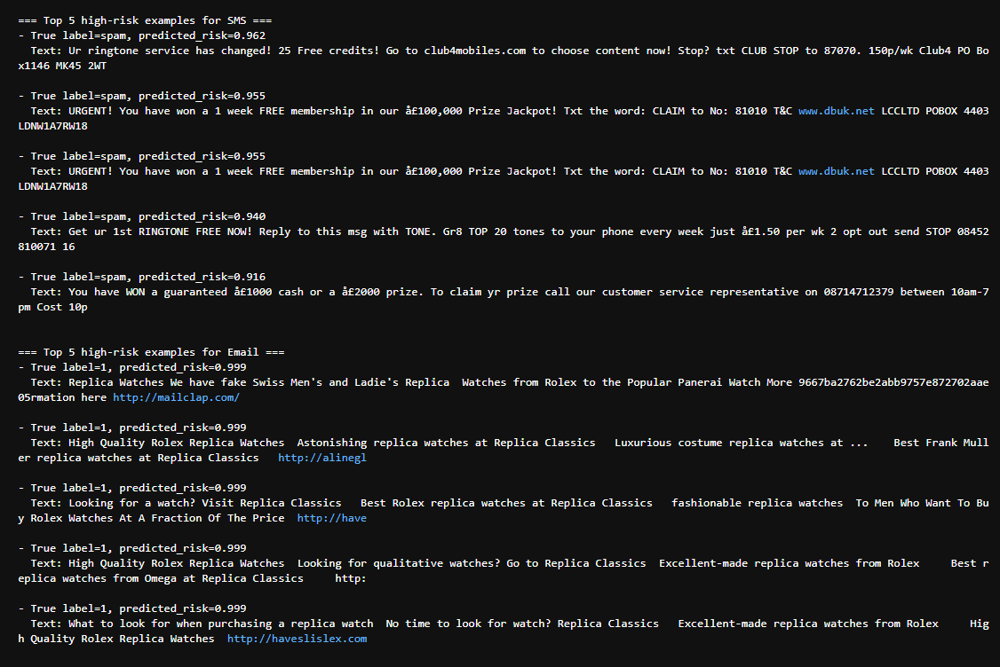 === Top 5 high-risk examples for SMS ===
- True label=spam, predicted_risk=0.962
Text: Ur ringtone service has changed! 25 Free credits! Go to club4mobiles.com to choose content now! Stop? txt CLUB STOP to 87070. 150p/wk Club4 PO Bo
x1146 MK45 2WT
- True label=spam, predicted_risk=0.955
Text: URGENT! You have won a 1 week FREE membership in our å£100,000 Prize Jackpot! Txt the word: CLAIM to No: 81010 T&C www.dbuk.net LCCLTD POBOX 4403
LDNW1A7RW18
- True label=spam, predicted_risk=0.955
Text: URGENT! You have won a 1 week FREE membership in our å£100,000 Prize Jackpot! Txt the word: CLAIM to No: 81010 T&C www.dbuk.net LCCLTD POBOX 4403
LDNW1A7RW18
- True label=spam, predicted_risk=0.940
Text: Get ur 1st RINGTONE FREE NOW! Reply to this msg with TONE. Gr8 TOP 20 tones to your phone every week just å£1.50 per wk 2 opt out send STOP 08452
810071 16
- True label=spam, predicted_risk=0.916
Text: You have WON a guaranteed å£1000 cash or a å£2000 prize. To claim yr prize call our customer service representative on 08714712379 between 10am-7
pm Cost 10p
=== Top 5 high-risk examples for Email ===
- True label=1, predicted_risk=0.999
Text: Replica Watches We have fake Swiss Men's and Ladie's Replica  Watches from Rolex to the Popular Panerai Watch More 9667ba2762be2abb9757e872702aae
05rmation here http://mailclap.com/
- True label=1, predicted_risk=0.999
Text: High Quality Rolex Replica Watches  Astonishing replica watches at Replica Classics   Luxurious costume replica watches at ...    Best Frank Mull
er replica watches at Replica Classics   http://alinegl
- True label=1, predicted_risk=0.999
Text: Looking for a watch? Visit Replica Classics   Best Rolex replica watches at Replica Classics   fashionable replica watches  To Men Who Want To Bu
y Rolex Watches At A Fraction Of The Price  http://have
- True label=1, predicted_risk=0.999
Text: High Quality Rolex Replica Watches  Looking for qualitative watches? Go to Replica Classics  Excellent-made replica watches from Rolex     Best r
eplica watches from Omega at Replica Classics     http:
- True label=1, predicted_risk=0.999
Text: What to look for when purchasing a replica watch  No time to look for watch? Replica Classics   Excellent-made replica watches from Rolex     Hig
h Quality Rolex Replica Watches  http://haveslislex.com